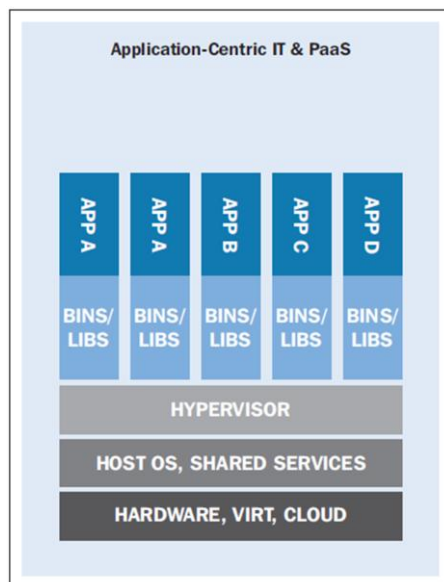 Application-Centric IT & PaaS
APP A
APP A
APP B
APP C
APP D
BINS/
LIBS
BINS/
LIBS
BINS/
LIBS
BINS/
LIBS
BINS/
LIBS
HYPERVISOR
HOST OS, SHARED SERVICES
HARDWARE, VIRT, CLOUD